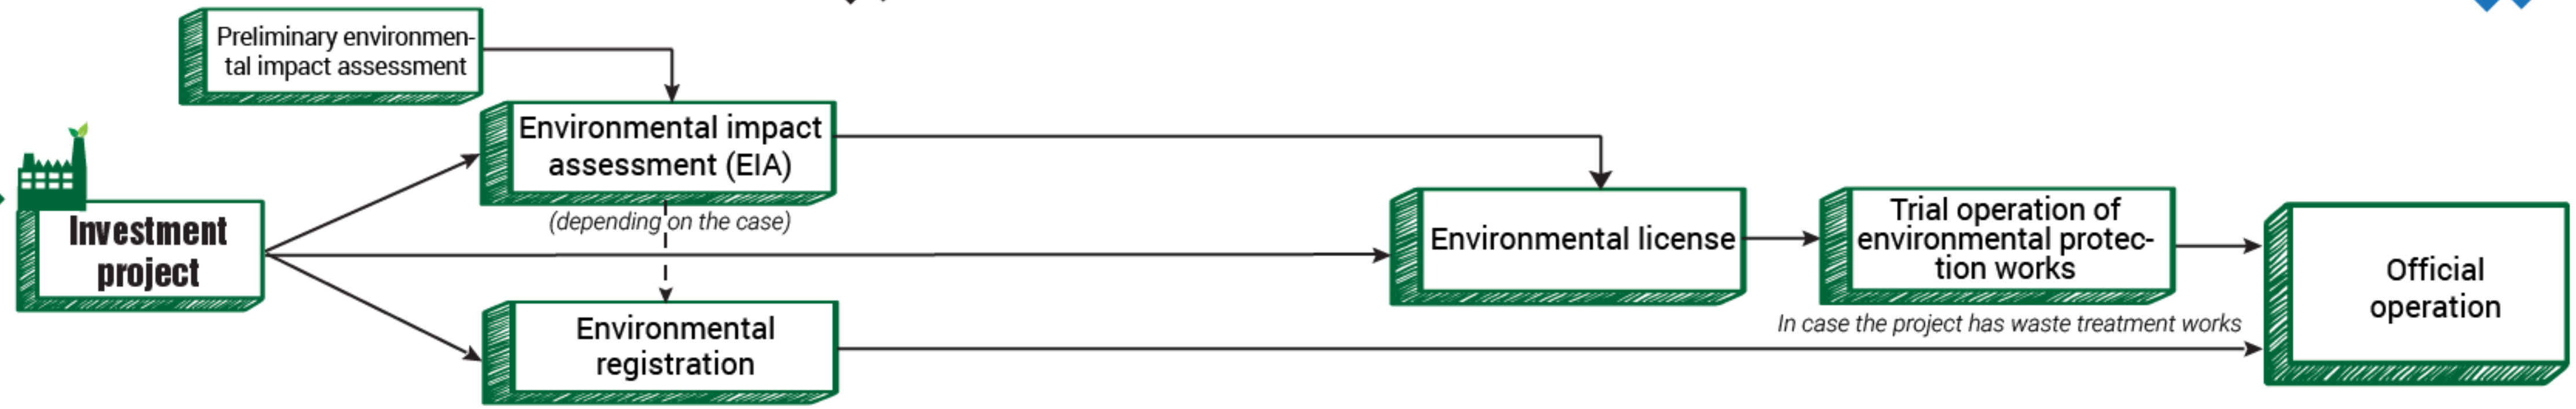 Preliminary environmen-
tal impact assessment
Environmental impact
assessment (EIA)
(depending on the case)
Investment
project
Environmental
registration
Environmental license
Trial operation of
environmental protec-
tion works
In case the project has waste treatment works
Official
operation